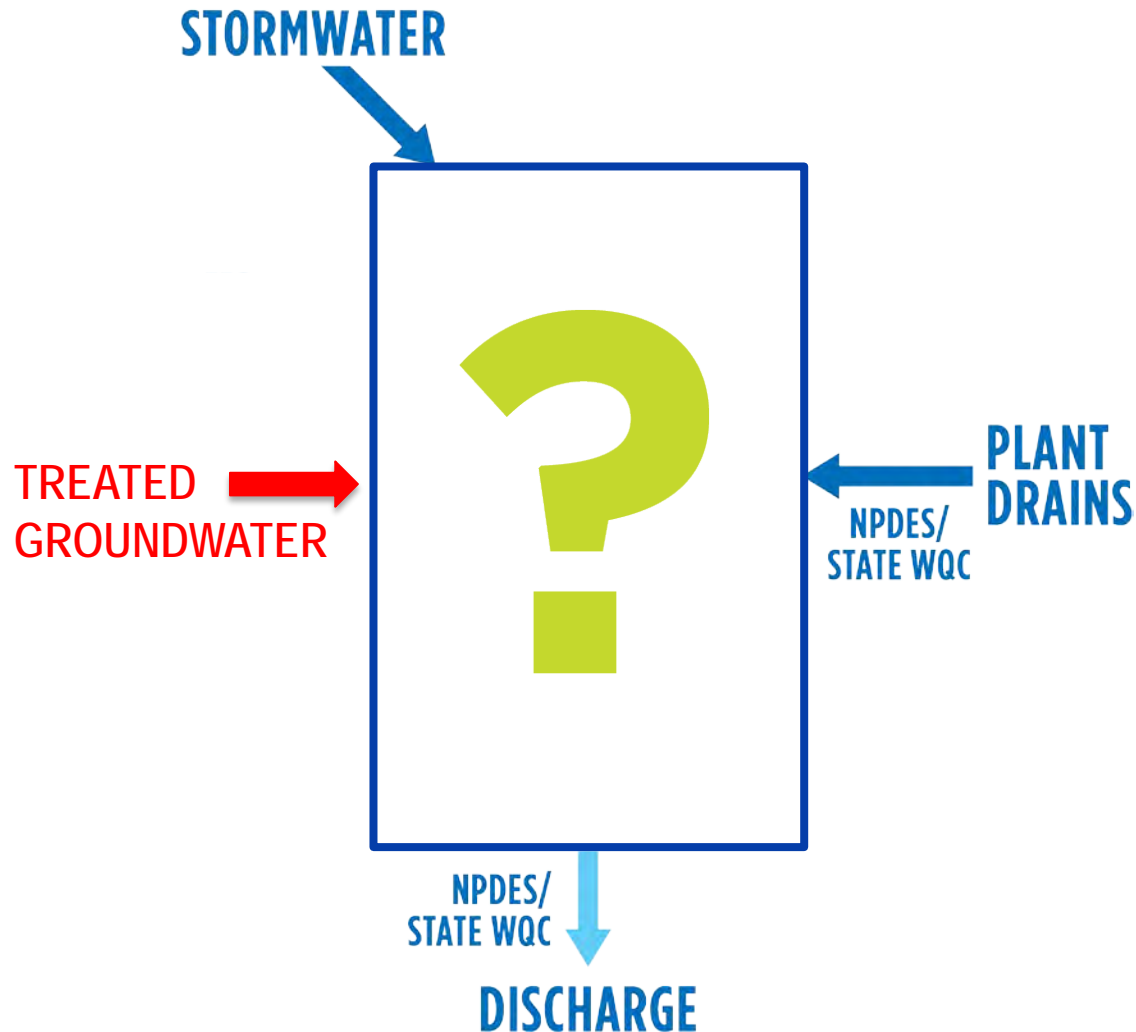 STORMWATER
TREATED
GROUNDWATER
?
PLANT
DRAINS
NPDES/
STATE WQC
NPDES/
STATE WQC
DISCHARGE